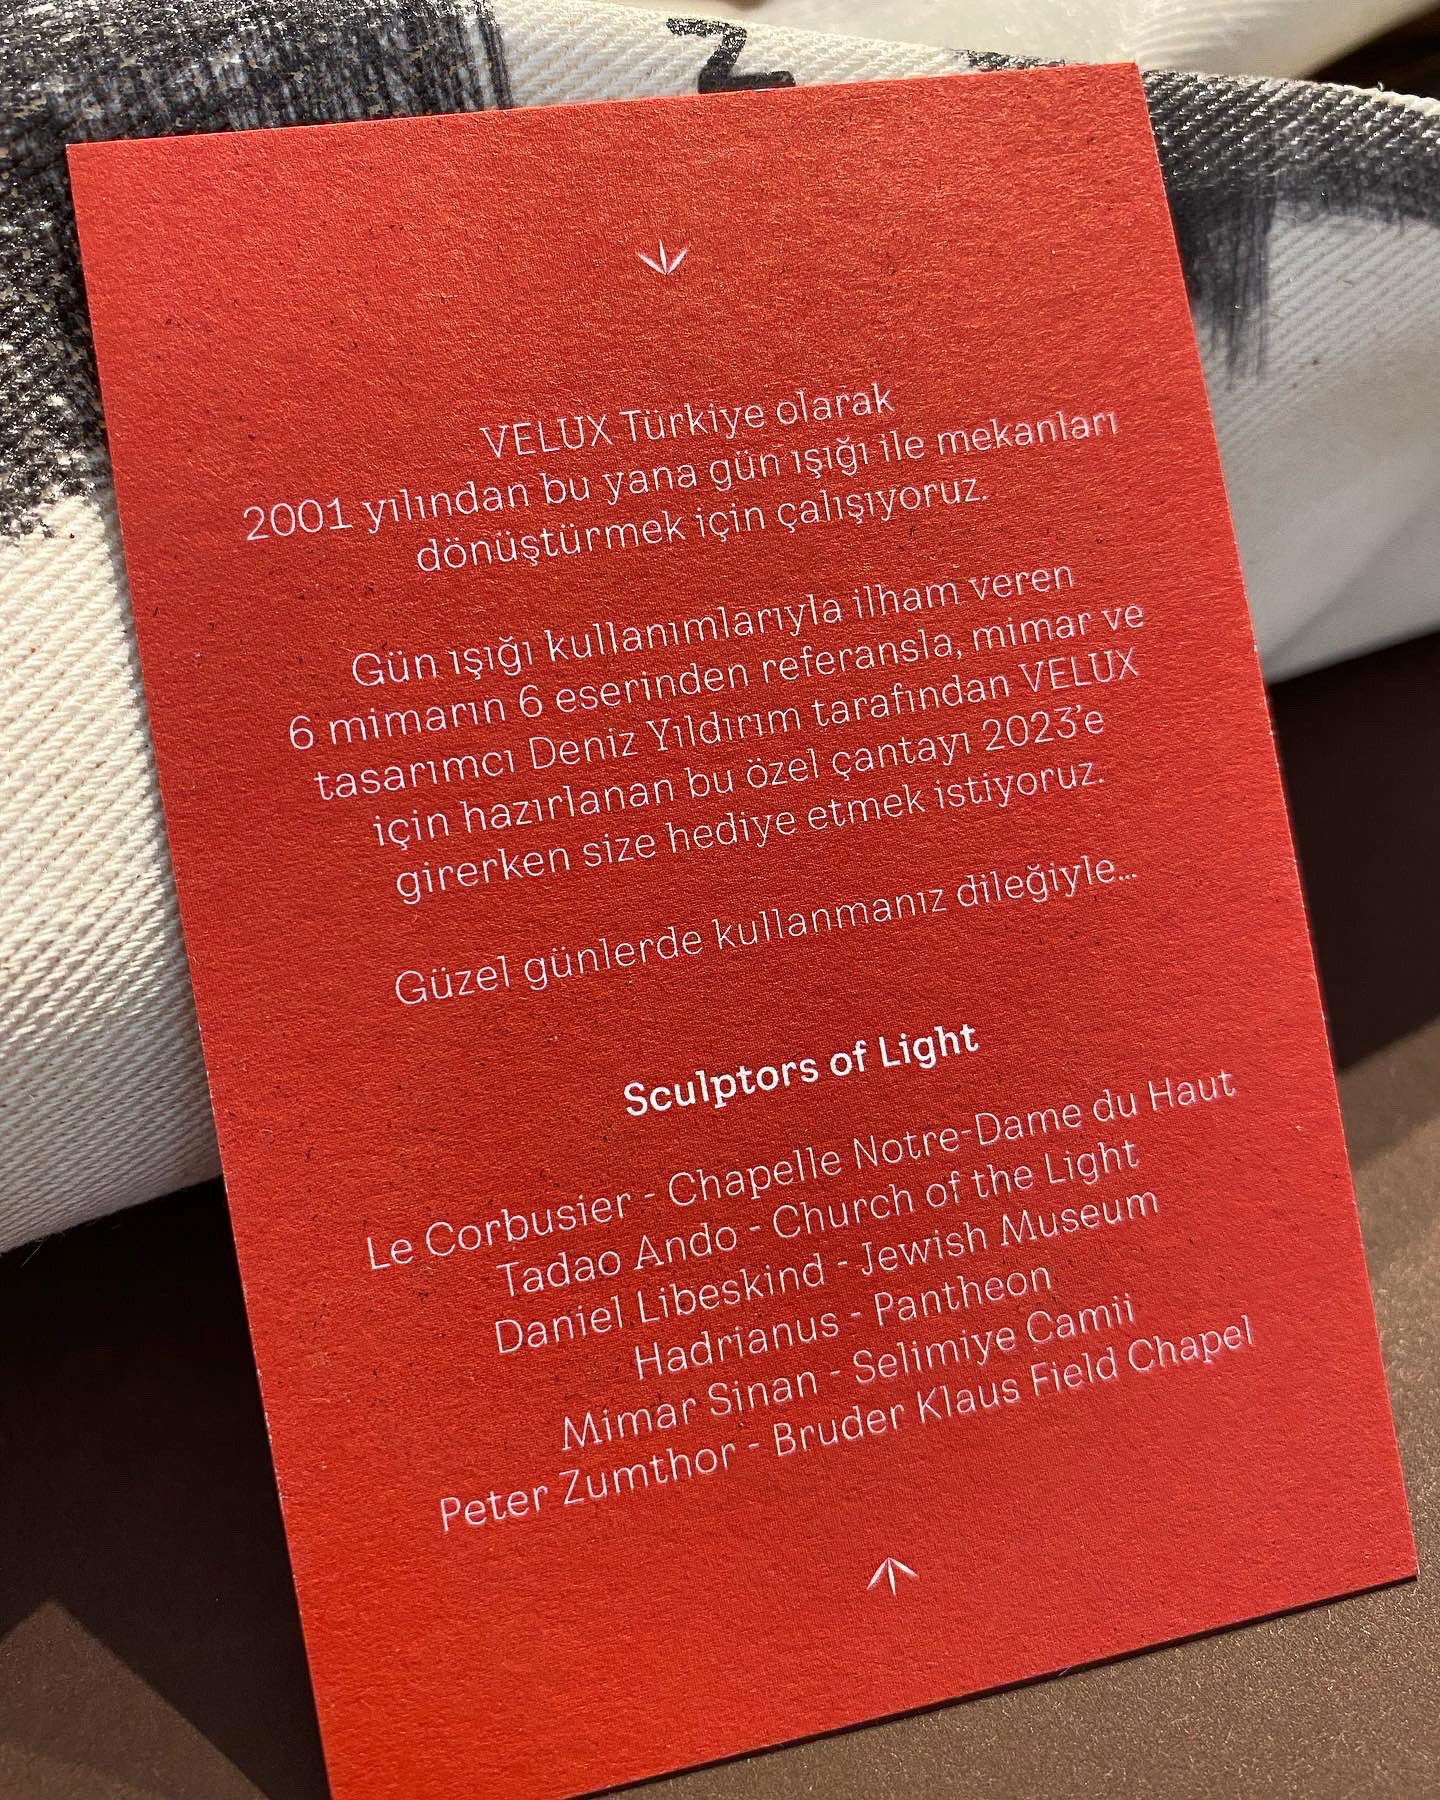 VELUX Türkiye olarak
2001 yılından bu yana gün ışığı ile mekanları
dönüştürmek için çalışıyoruz.
Gün ışığı kullanımlarıyla ilham veren
6 mimarın 6 eserinden referansla, mimar ve
tasarımcı Deniz Yıldırım tarafından VELUX
için hazırlanan bu özel çantayı 2023'e
girerken size hediye etmek istiyoruz.
Güzel günlerde kullanmanız dileğiyle...
Sculptors of Light
Le Corbusier - Chapelle Notre-Dame du Haut
Tadao Ando - Church of the Light
Daniel Libeskind - Jewish Museum
Hadrianus - Pantheon
Mimar Sinan - Selimiye Camii
Peter Zumthor - Bruder Klaus Field Chapel